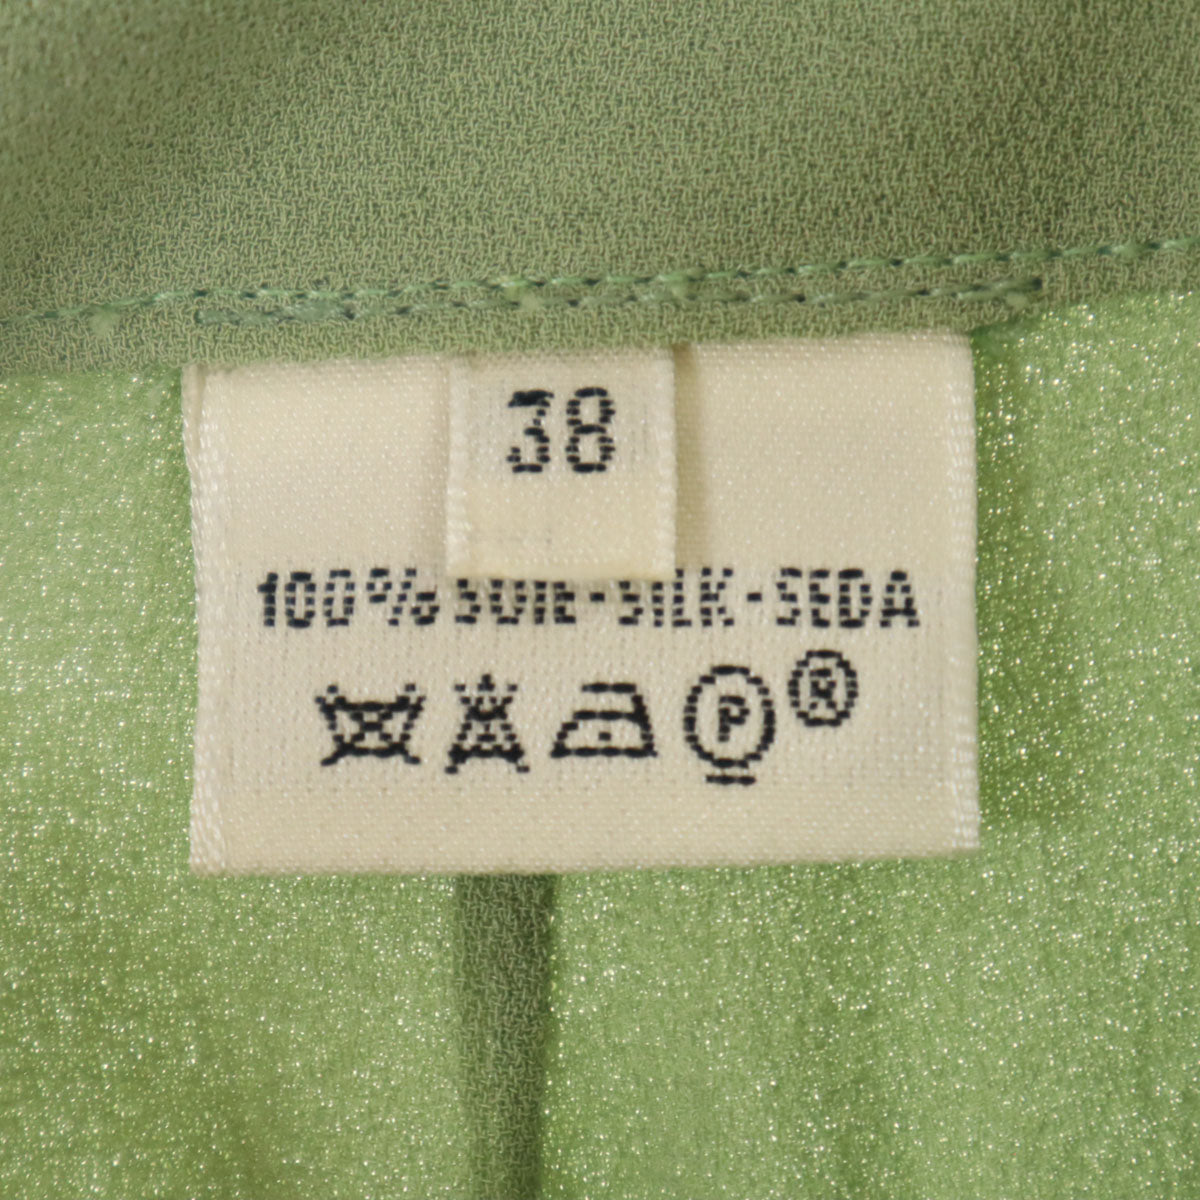 38
100% SOIE - SILK - SEDA
P ®